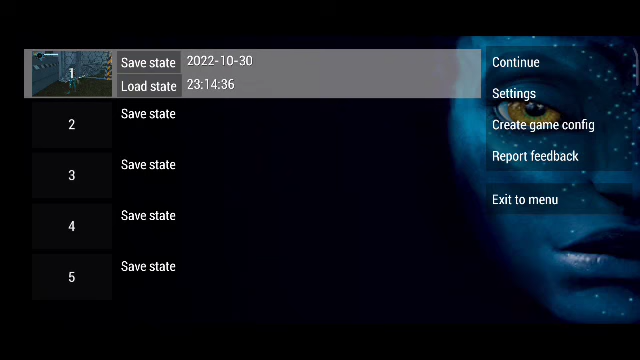 1
Save state
2022-10-30
Load state
23:14:36
2
Save state
3
Save state
4
Save state
5
Save state
Continue
Settings
Create game config
Report feedback
Exit to menu